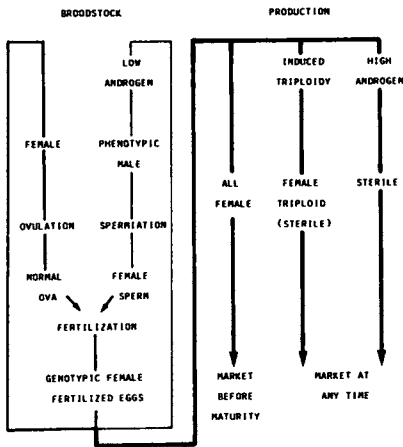 BROODSTOCK
PRODUCTION
LOW
ANDROGEN
FEMALE
PHENOTYPIC
MALE
OVULATION
SPERMIATION
NORMAL
OVA
FEMALE
SPERM
FERTILIZATION
GENOTYPIC FEMALE
FERTILIZED EGGS
INDUCED
TRIPLOIDY
HIGH
ANDROGEN
ALL
FEMALE
FEMALE
TRIPLOID
(STERILE)
STERILE
MARKET
BEFORE
MATURITY
MARKET AT
ANY TIME